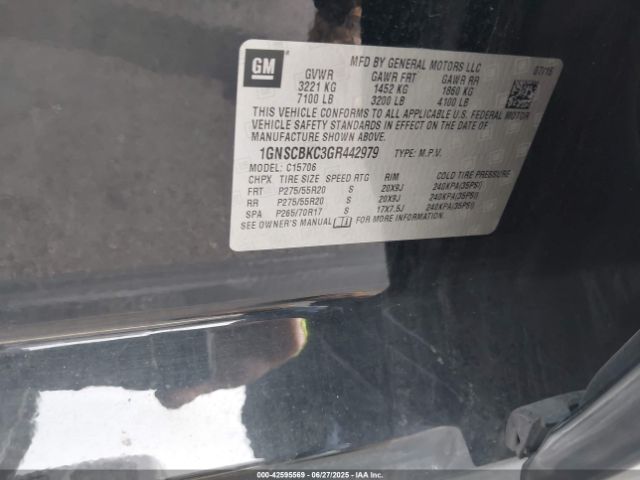 GM
MFD BY GENERAL MOTORS LLC
07/16
GVWR GAWR FRT GAWR RR
3221 KG 1452 KG 1860 KG
7100 LB 3200 LB 4100 LB
THIS VEHICLE CONFORMS TO ALL APPLICABLE U.S. FEDERAL MOTOR
VEHICLE SAFETY STANDARDS IN EFFECT ON THE DATE OF
MANUFACTURE SHOWN ABOVE.
1GNSCBKC3GR442979 TYPE: M.P.V.
MODEL: C15706
CHPX TIRE SIZE SPEED RTG RIM COLD TIRE PRESSURE
FRT P275/55R20 S 20X9J 240KPA(35PSI)
RR P275/55R20 S 20X9J 240KPA(35PSI)
SPA P265/70R17 S 17X7.5J 240KPA(35PSI)
SEE OWNER'S MANUAL FOR MORE INFORMATION.
000-42595569 - 06/27/2025 - IAAI.COM